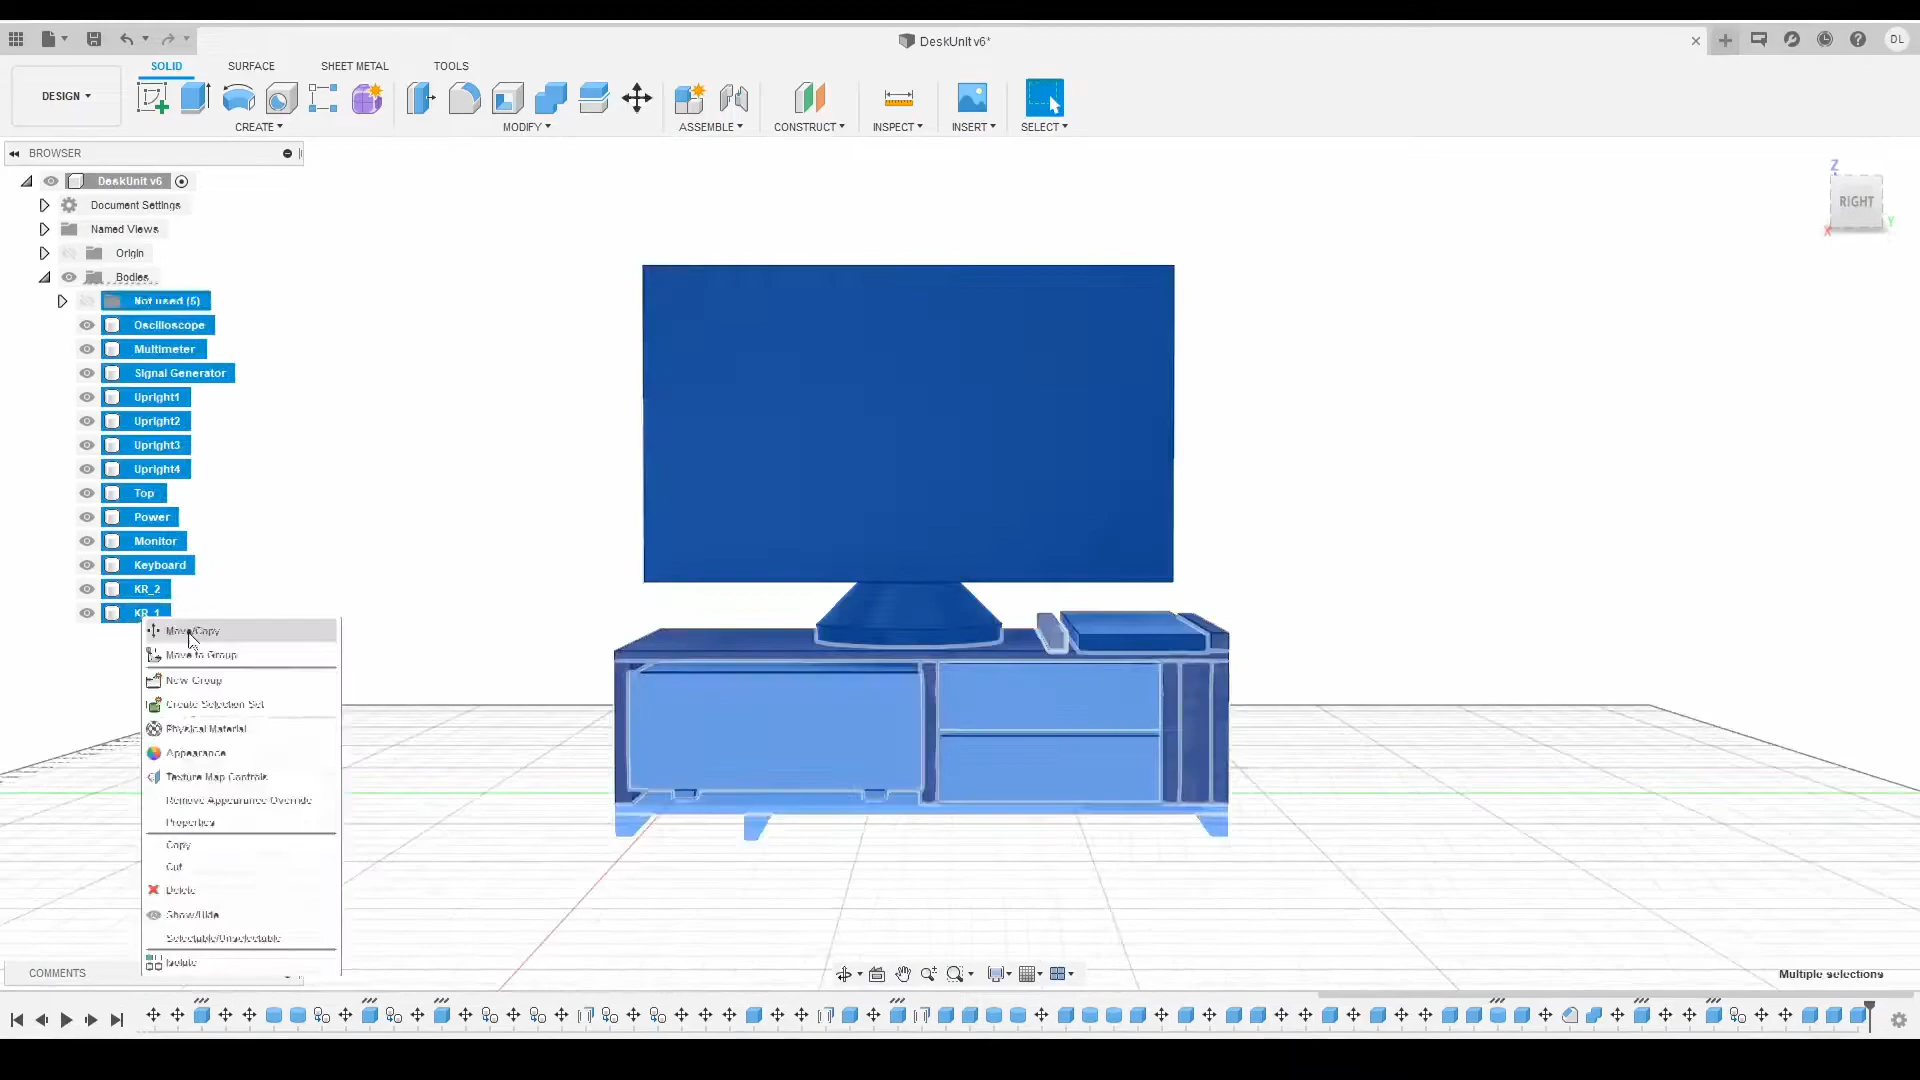 DeskUnit v6*
DL
DESIGN
SOLID
SURFACE
SHEET METAL
TOOLS
CREATE
MODIFY
ASSEMBLE
CONSTRUCT
INSPECT
INSERT
SELECT
BROWSER
DeskUnit v6
Document Settings
Named Views
Origin
Bodies
Not used (5)
Oscilloscope
Multimeter
Signal Generator
Upright1
Upright2
Upright3
Upright4
Top
Power
Monitor
Keyboard
KR_2
KR_1
Move/Copy
Move to Group
New Group
Create Selection Set
Physical Material
Appearance
Texture Map Controls
Remove Appearance Override
Properties
Copy
Cut
Delete
Show/Hide
Selectable/Unselectable
Isolate
Z
RIGHT
Y
X
COMMENTS
Multiple selections